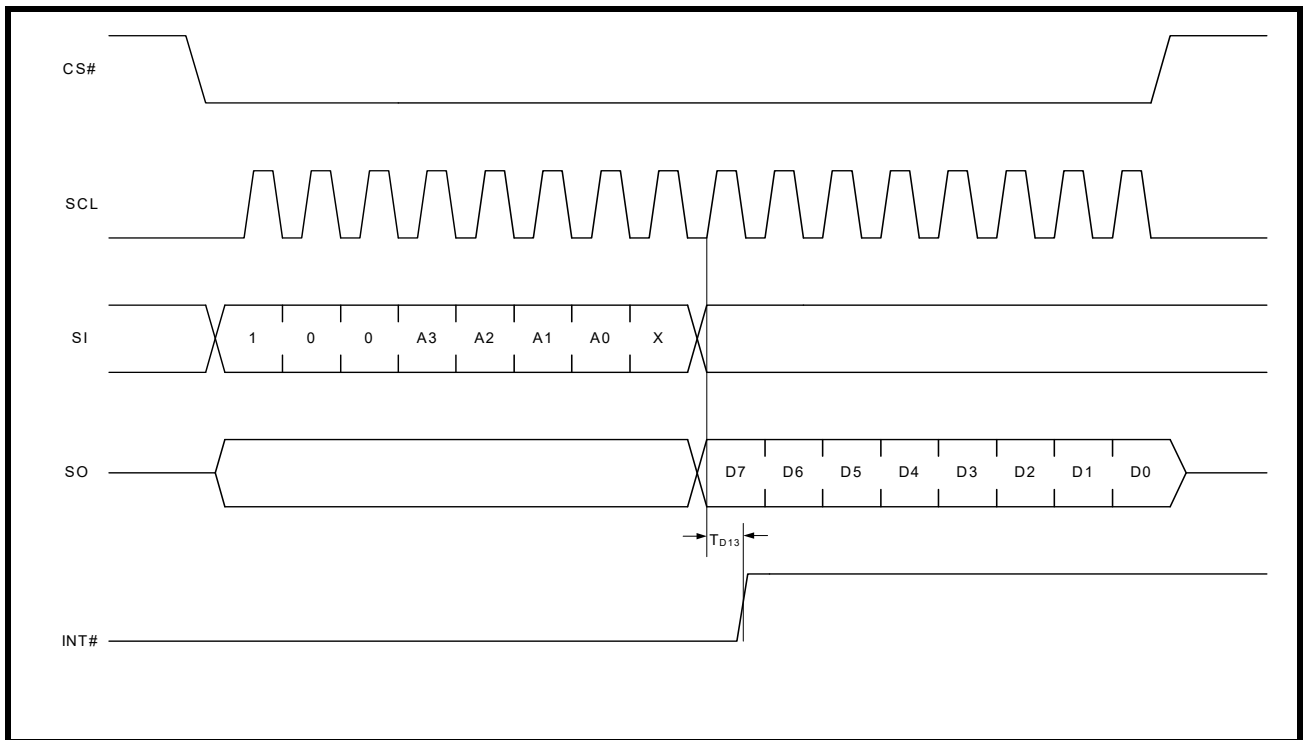 CS#
SCL
SI 1 0 0 A3 A2 A1 A0 X
SO D7 D6 D5 D4 D3 D2 D1 D0
TD13
INT#